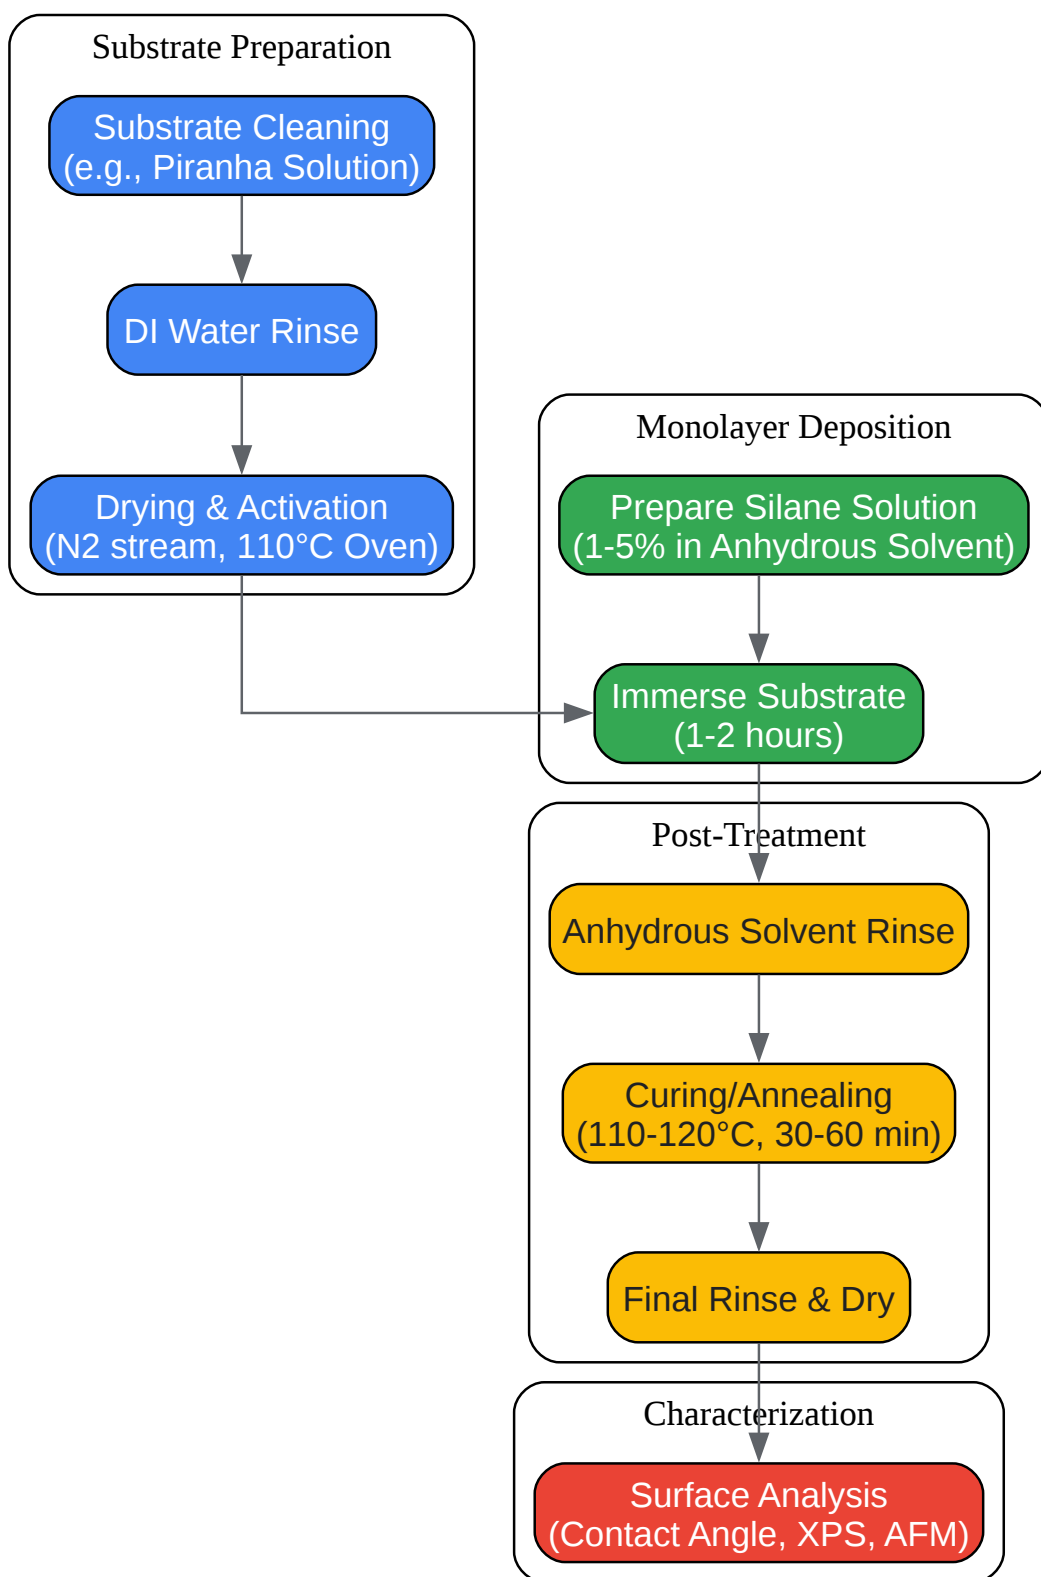 Substrate Preparation
Substrate Cleaning
(e.g., Piranha Solution)
DI Water Rinse
Drying & Activation
(N2 stream, 110°C Oven)
Monolayer Deposition
Prepare Silane Solution
(1-5% in Anhydrous Solvent)
Immerse Substrate
(1-2 hours)
Post-Treatment
Anhydrous Solvent Rinse
Curing/Annealing
(110-120°C, 30-60 min)
Final Rinse & Dry
Characterization
Surface Analysis
(Contact Angle, XPS, AFM)